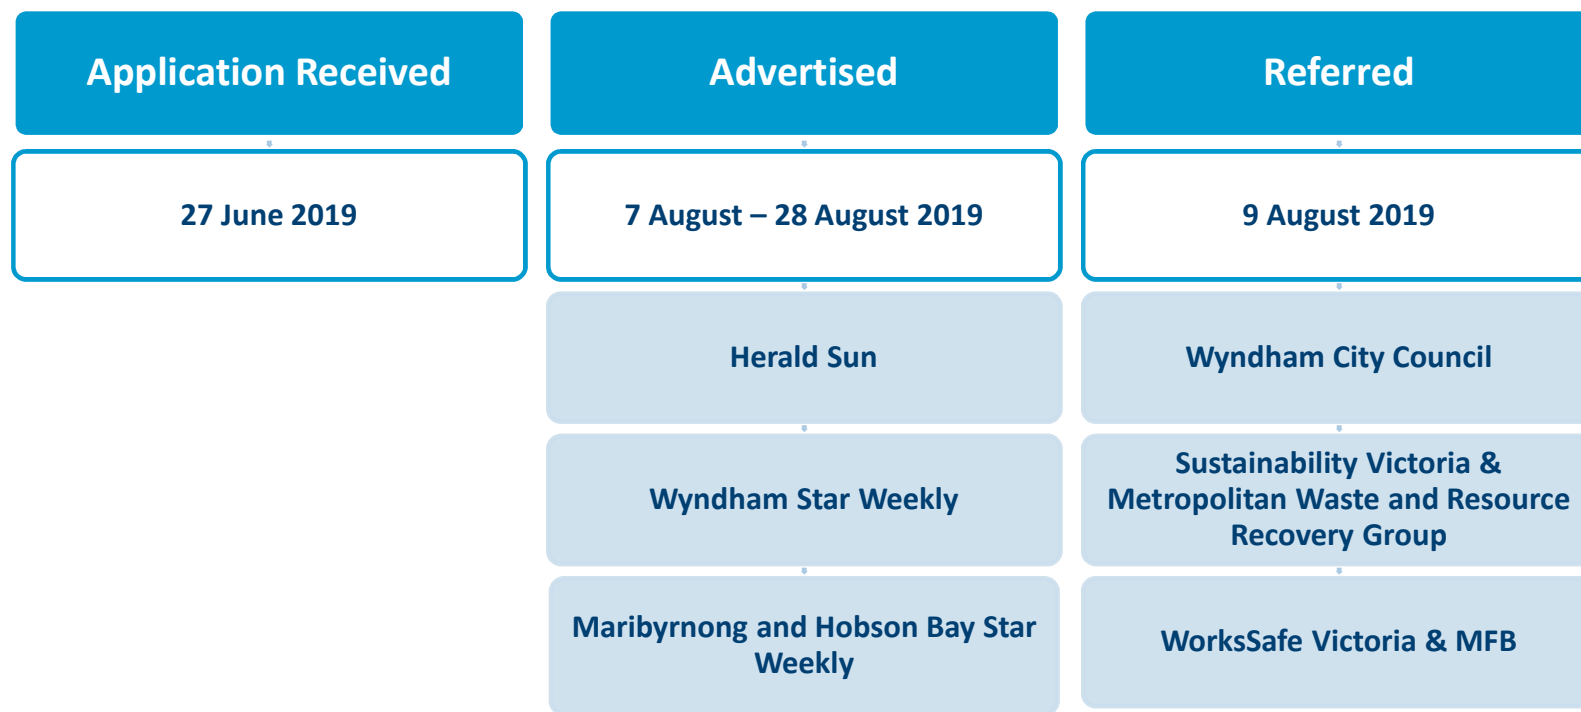 Application Received
27 June 2019
Advertised
7 August – 28 August 2019
Herald Sun
Wyndham Star Weekly
Maribyrnong and Hobson Bay Star
Weekly
Referred
9 August 2019
Wyndham City Council
Sustainability Victoria &
Metropolitan Waste and Resource
Recovery Group
WorksSafe Victoria & MFB